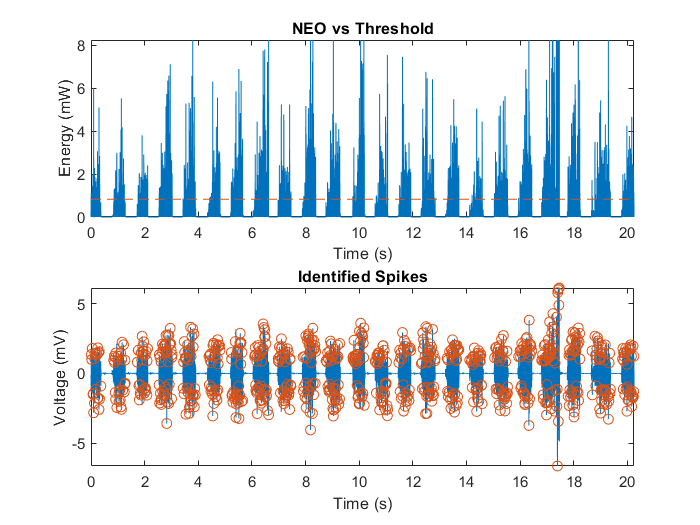 NEO vs Threshold
8
6
4
2
0
Energy (mW)
0 2 4 6 8 10 12 14 16 18 20
Time (s)
Identified Spikes
5
0
-5
Voltage (mV)
0 2 4 6 8 10 12 14 16 18 20
Time (s)